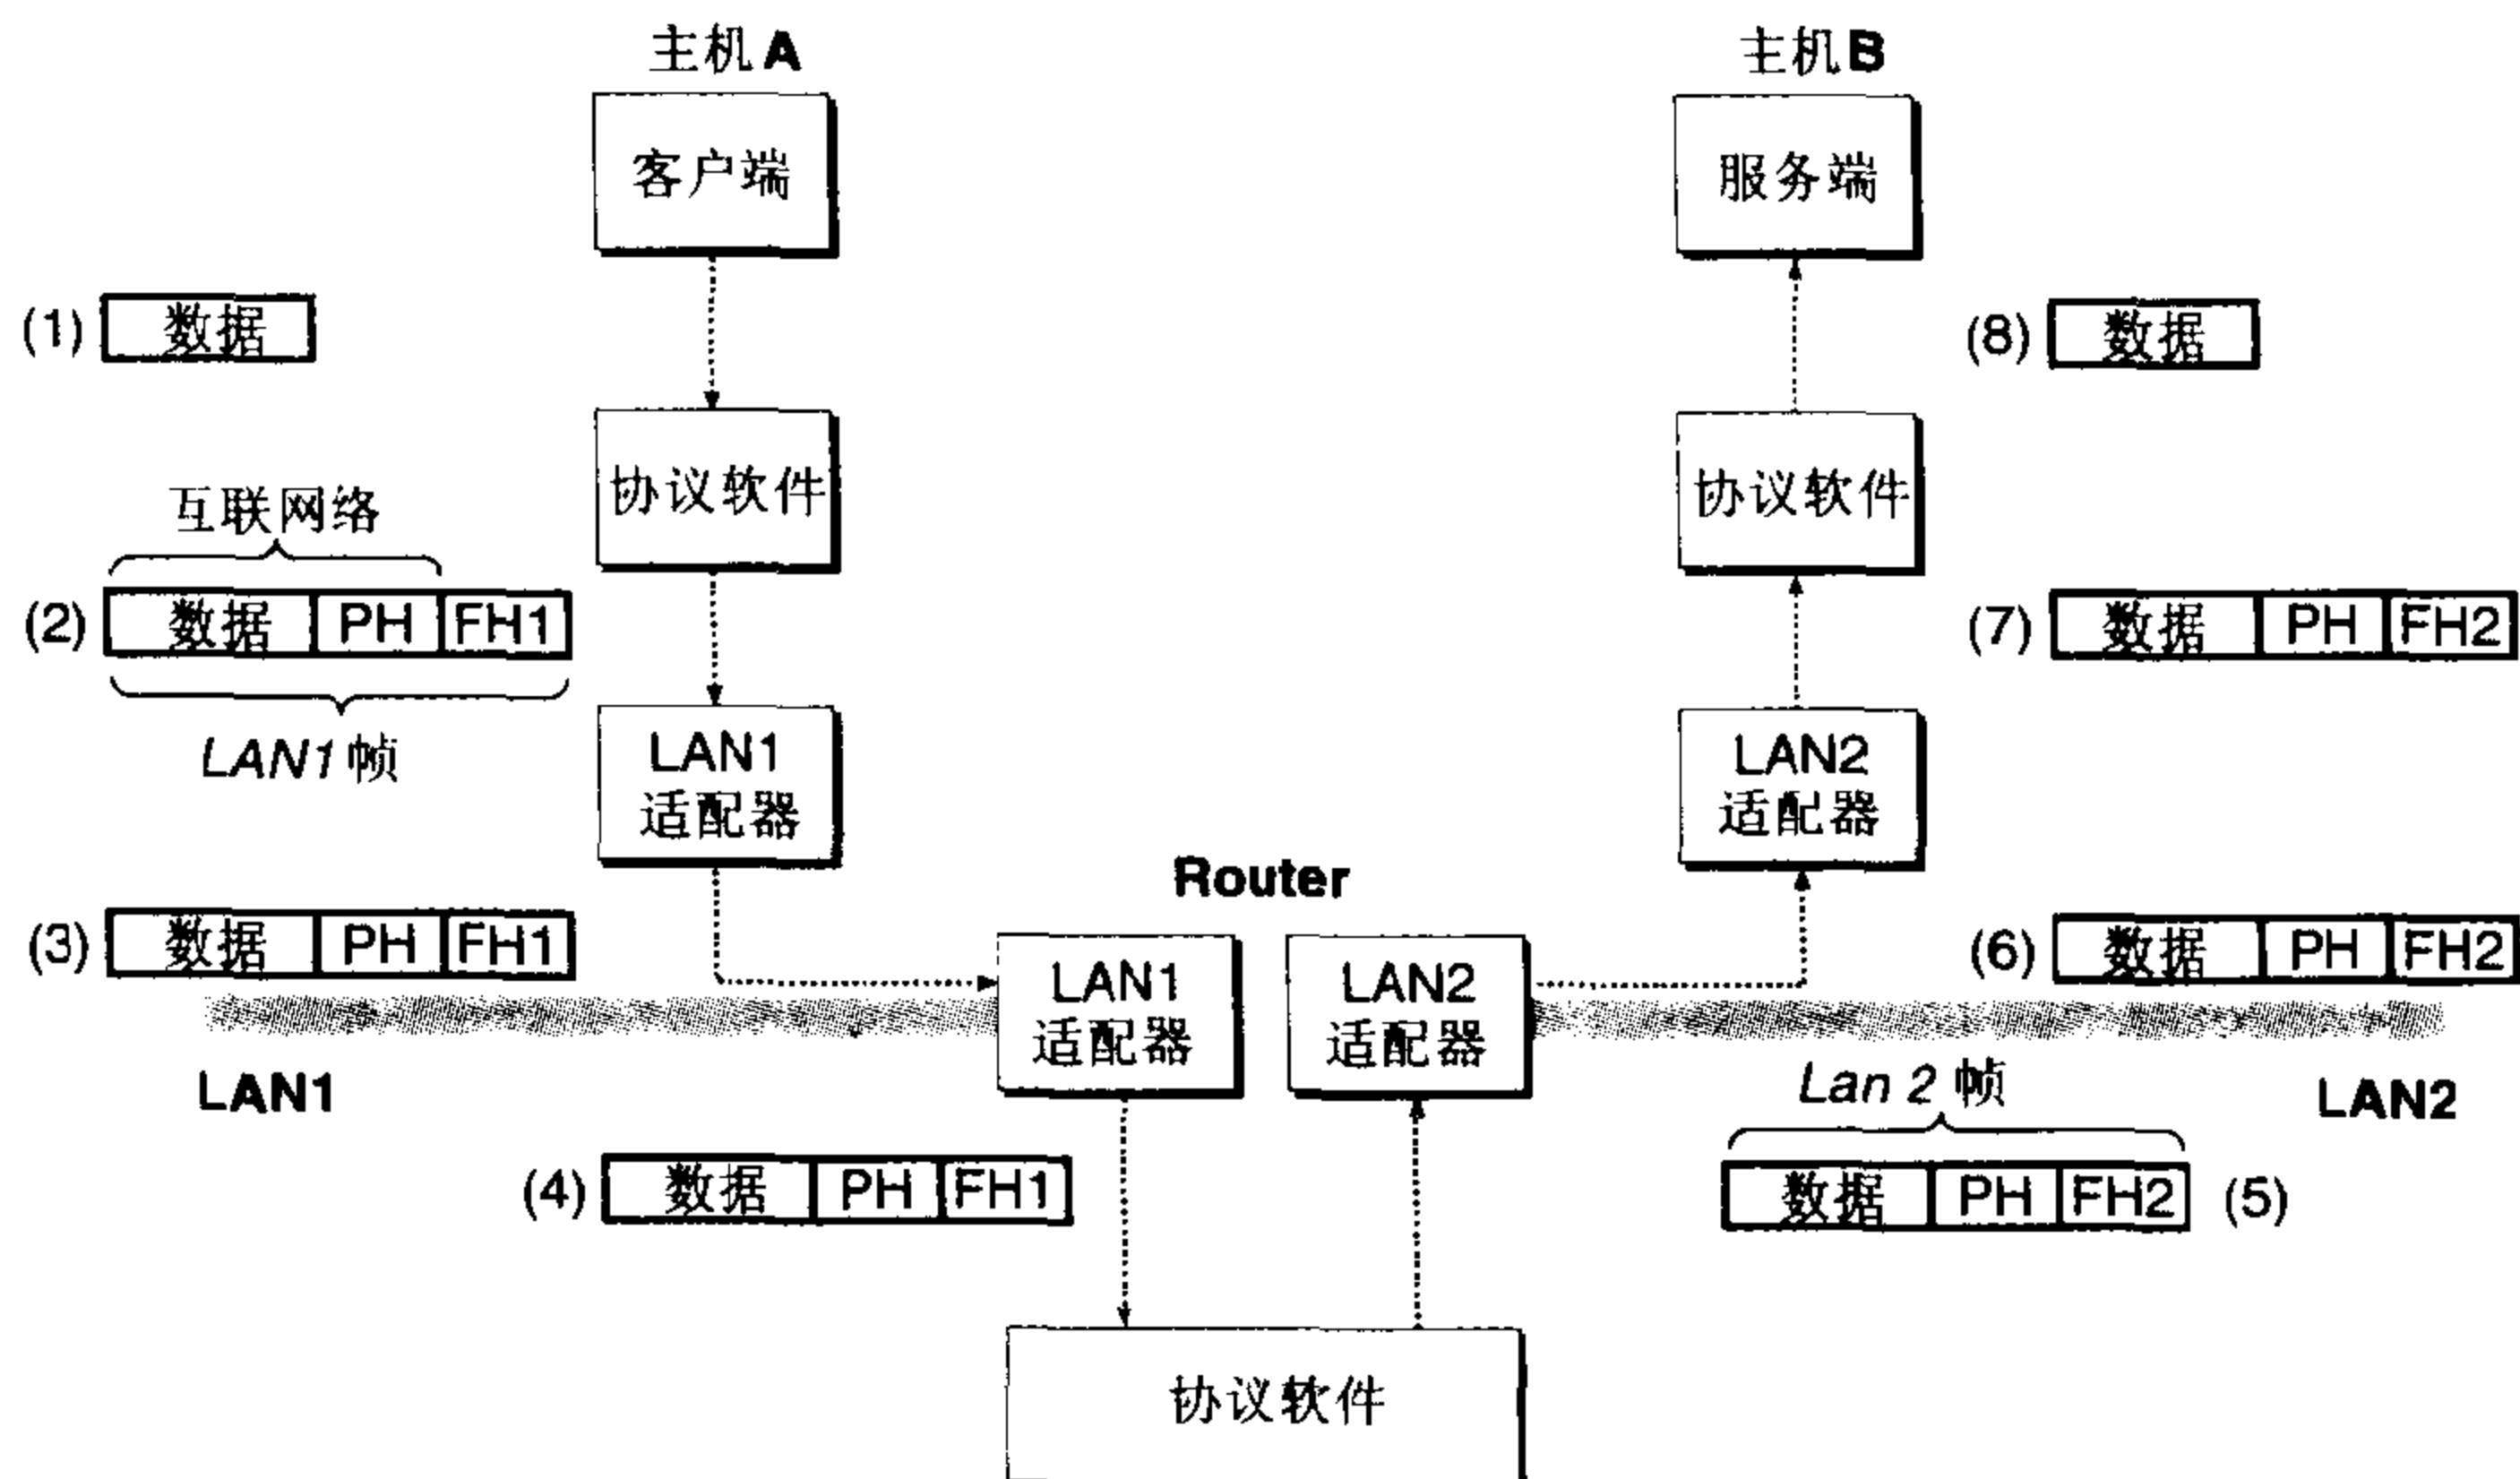 主机A
主机B
客户端
服务端
(1) 数据
(8) 数据
协议软件
协议软件
互联网络
(2) 数据 PH FH1
(7) 数据 PH FH2
LAN1帧
LAN1
适配器
LAN2
适配器
Router
(3) 数据 PH FH1
(6) 数据 PH FH2
LAN1
适配器
LAN2
适配器
LAN1
Lan 2 帧
LAN2
(4) 数据 PH FH1
数据 PH FH2 (5)
协议软件